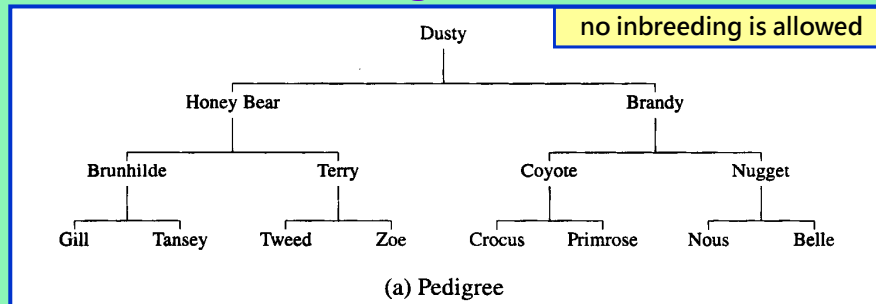 no inbreeding is allowed
Dusty
Honey Bear Brandy
Brunhilde Terry Coyote Nugget
Gill Tansey Tweed Zoe Crocus Primrose Nous Belle
(a) Pedigree